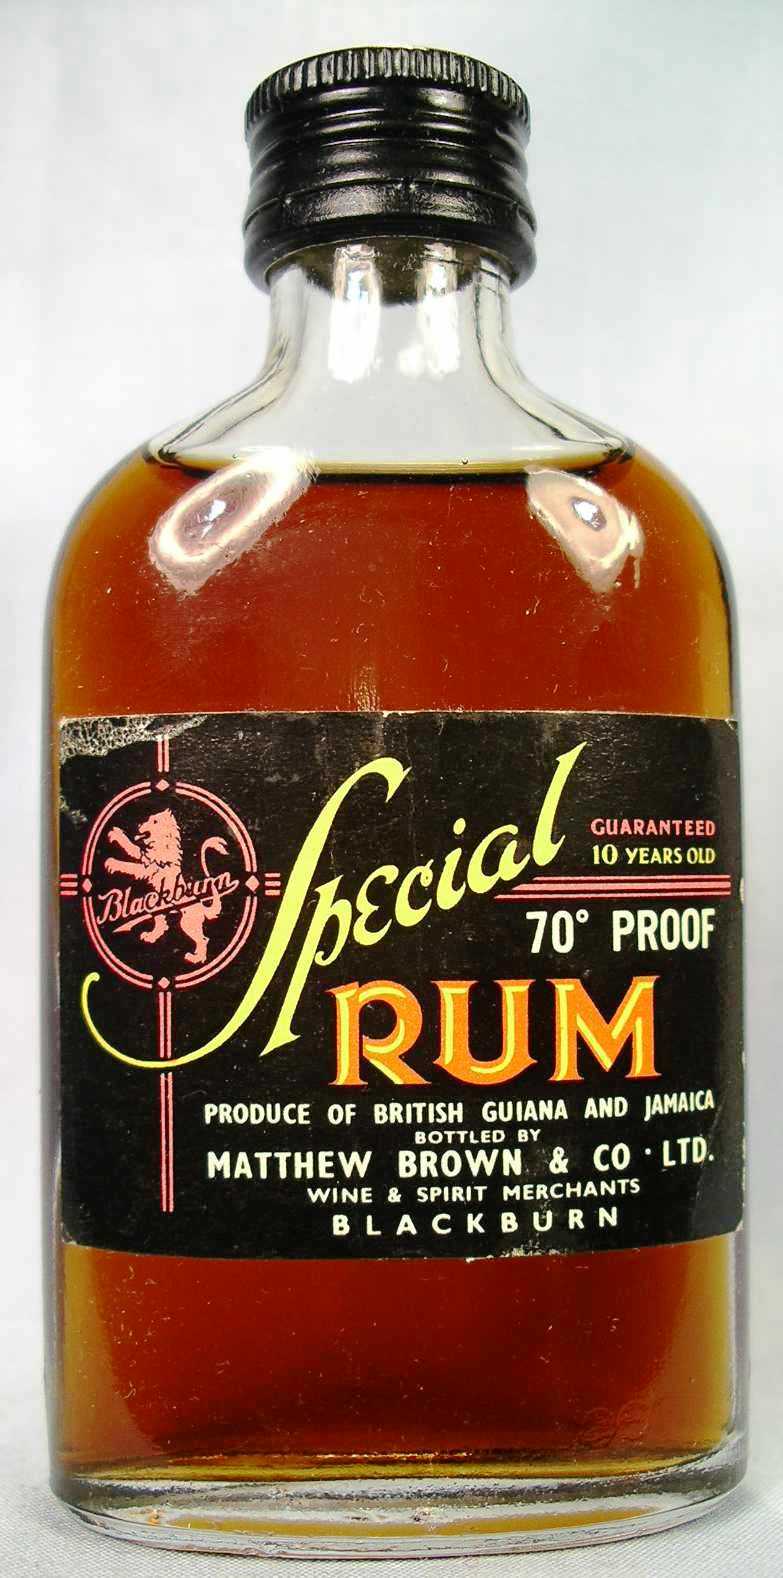 Blackburn
Special
GUARANTEED
10 YEARS OLD
70° PROOF
RUM
PRODUCE OF BRITISH GUIANA AND JAMAICA
BOTTLED BY
MATTHEW BROWN & CO · LTD.
WINE & SPIRIT MERCHANTS
BLACKBURN